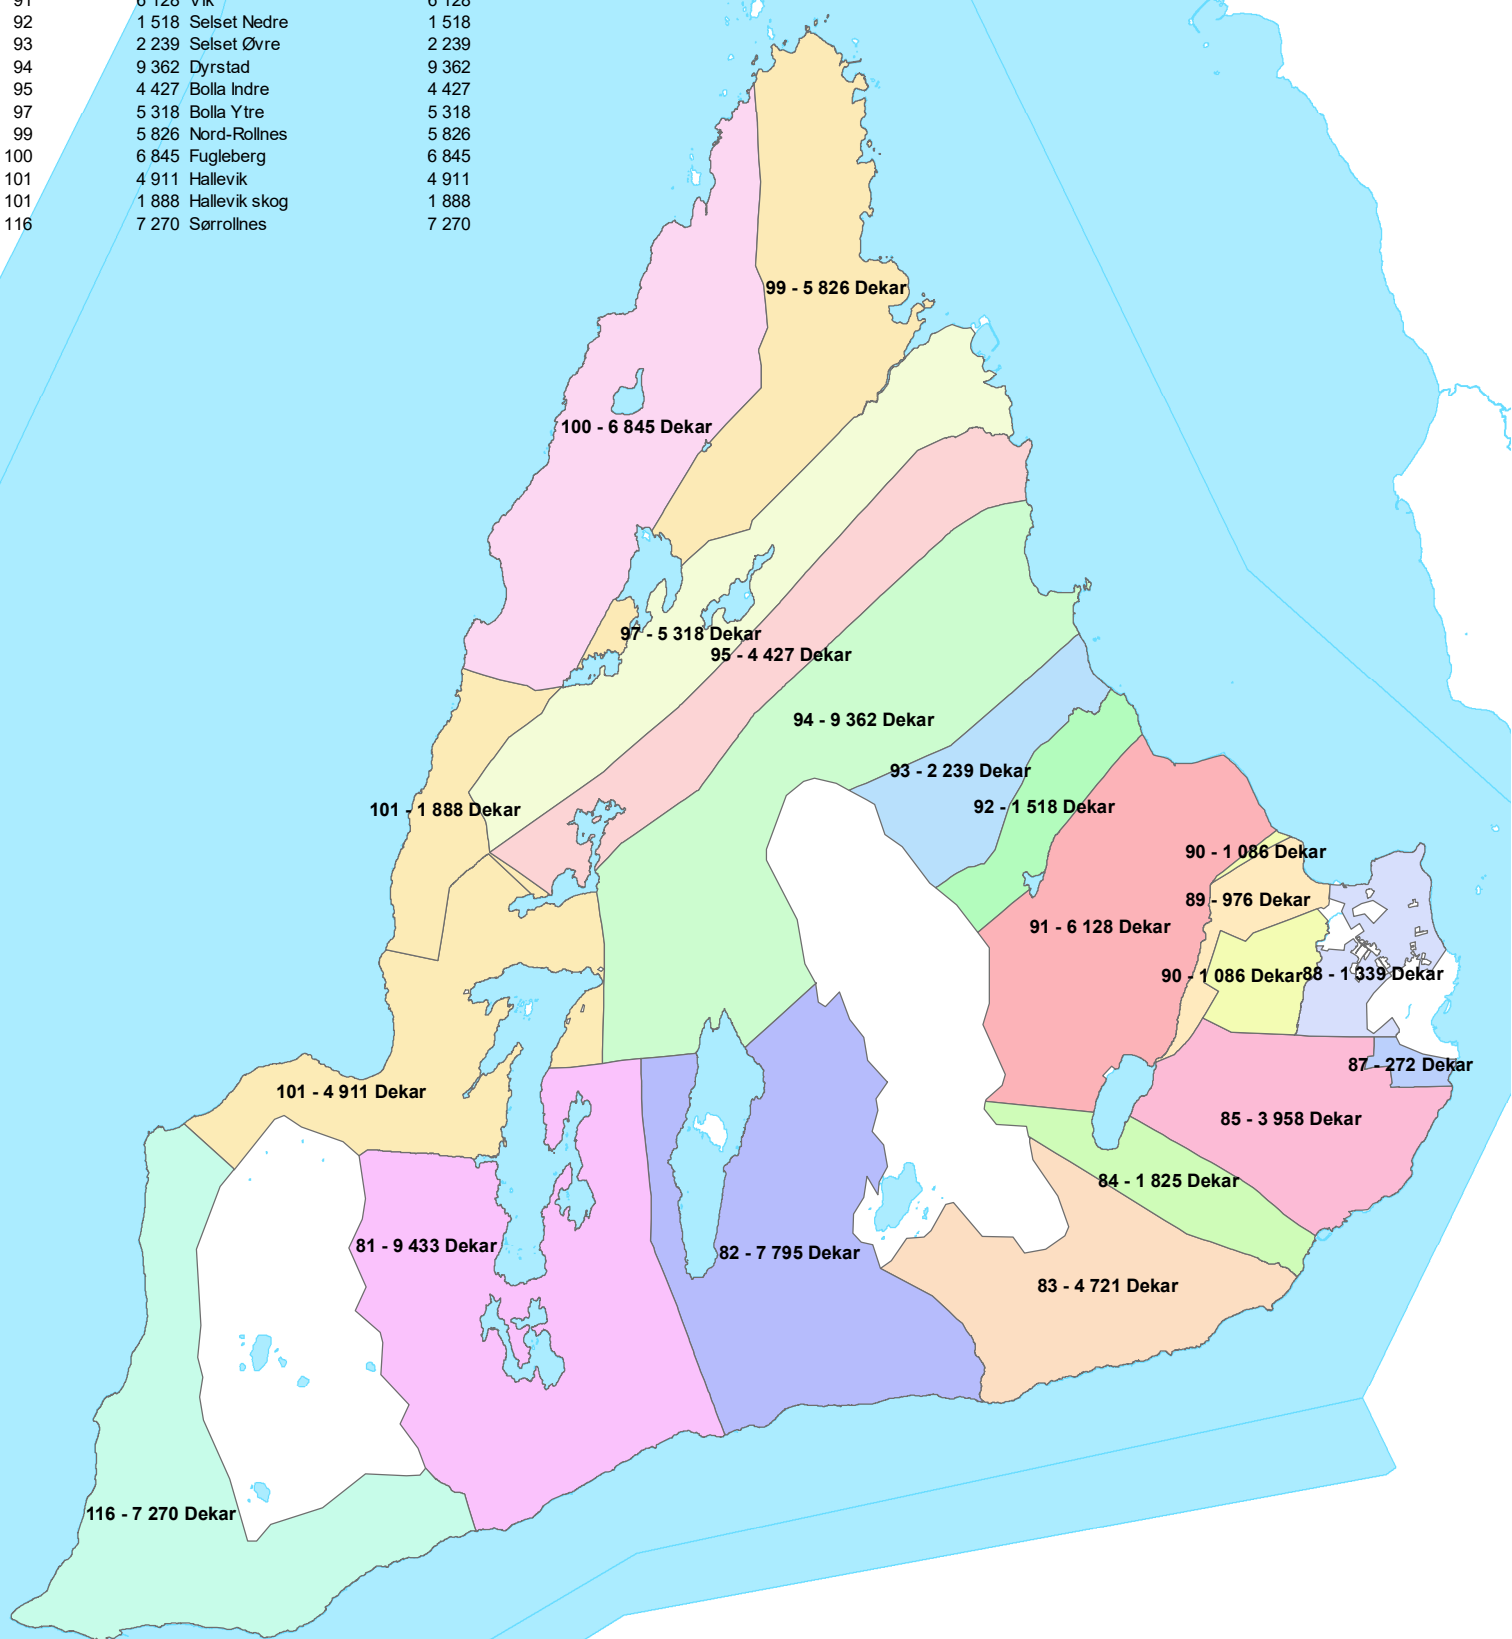 91 6 128 Vik 6 128
92 1 518 Selset Nedre 1 518
93 2 239 Selset Øvre 2 239
94 9 362 Dyrstad 9 362
95 4 427 Bolla Indre 4 427
97 5 318 Bolla Ytre 5 318
99 5 826 Nord-Rollnes 5 826
100 6 845 Fugleberg 6 845
101 4 911 Hallevik 4 911
101 1 888 Hallevik skog 1 888
116 7 270 Sørrollnes 7 270
99 - 5 826 Dekar
100 - 6 845 Dekar
97 - 5 318 Dekar
95 - 4 427 Dekar
94 - 9 362 Dekar
93 - 2 239 Dekar
92 - 1 518 Dekar
101 - 1 888 Dekar
90 - 1 086 Dekar
89 - 976 Dekar
91 - 6 128 Dekar
90 - 1 086 Dekar
88 - 1 339 Dekar
87 - 272 Dekar
101 - 4 911 Dekar
85 - 3 958 Dekar
84 - 1 825 Dekar
81 - 9 433 Dekar
82 - 7 795 Dekar
83 - 4 721 Dekar
116 - 7 270 Dekar